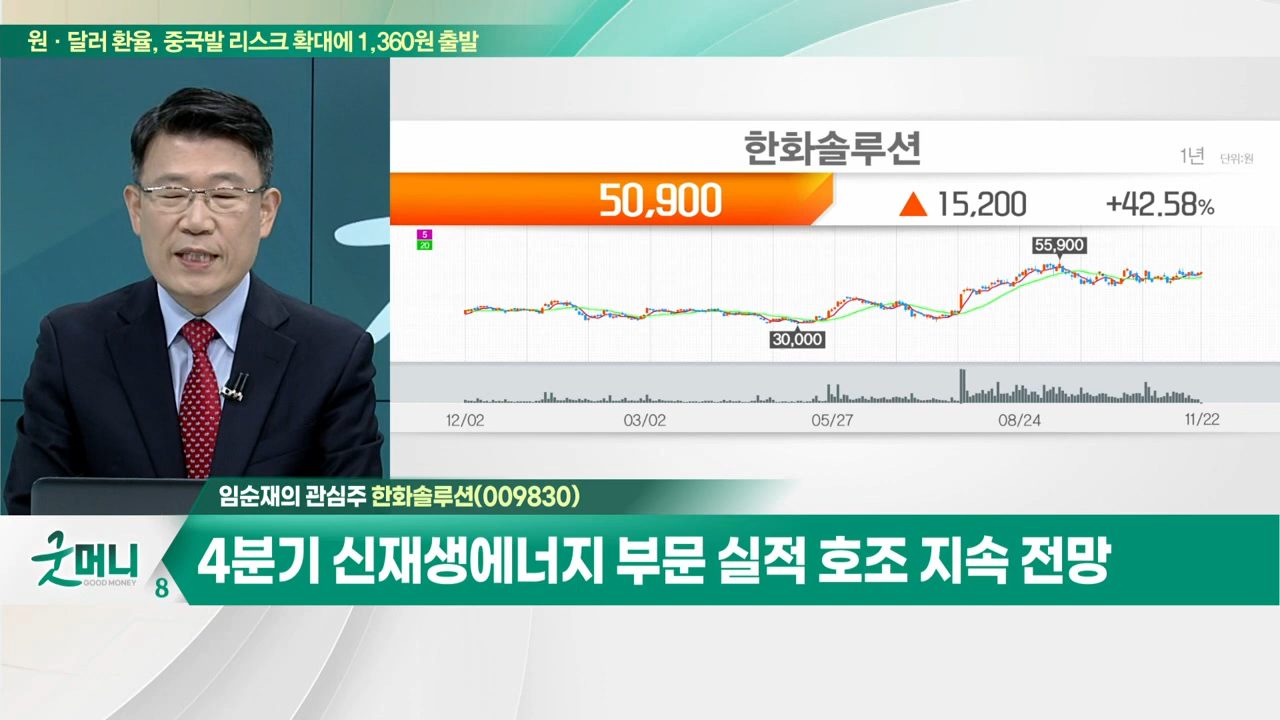 원·달러 환율, 중국발 리스크 확대에 1,360원 출발
한화솔루션
1년 단위:원
50,900 ▲ 15,200 +42.58%
5
20
55,900
30,000
12/02 03/02 05/27 08/24 11/22
임순재의 관심주 한화솔루션(009830)
굿머니
GOOD MONEY
8
4분기 신재생에너지 부문 실적 호조 지속 전망